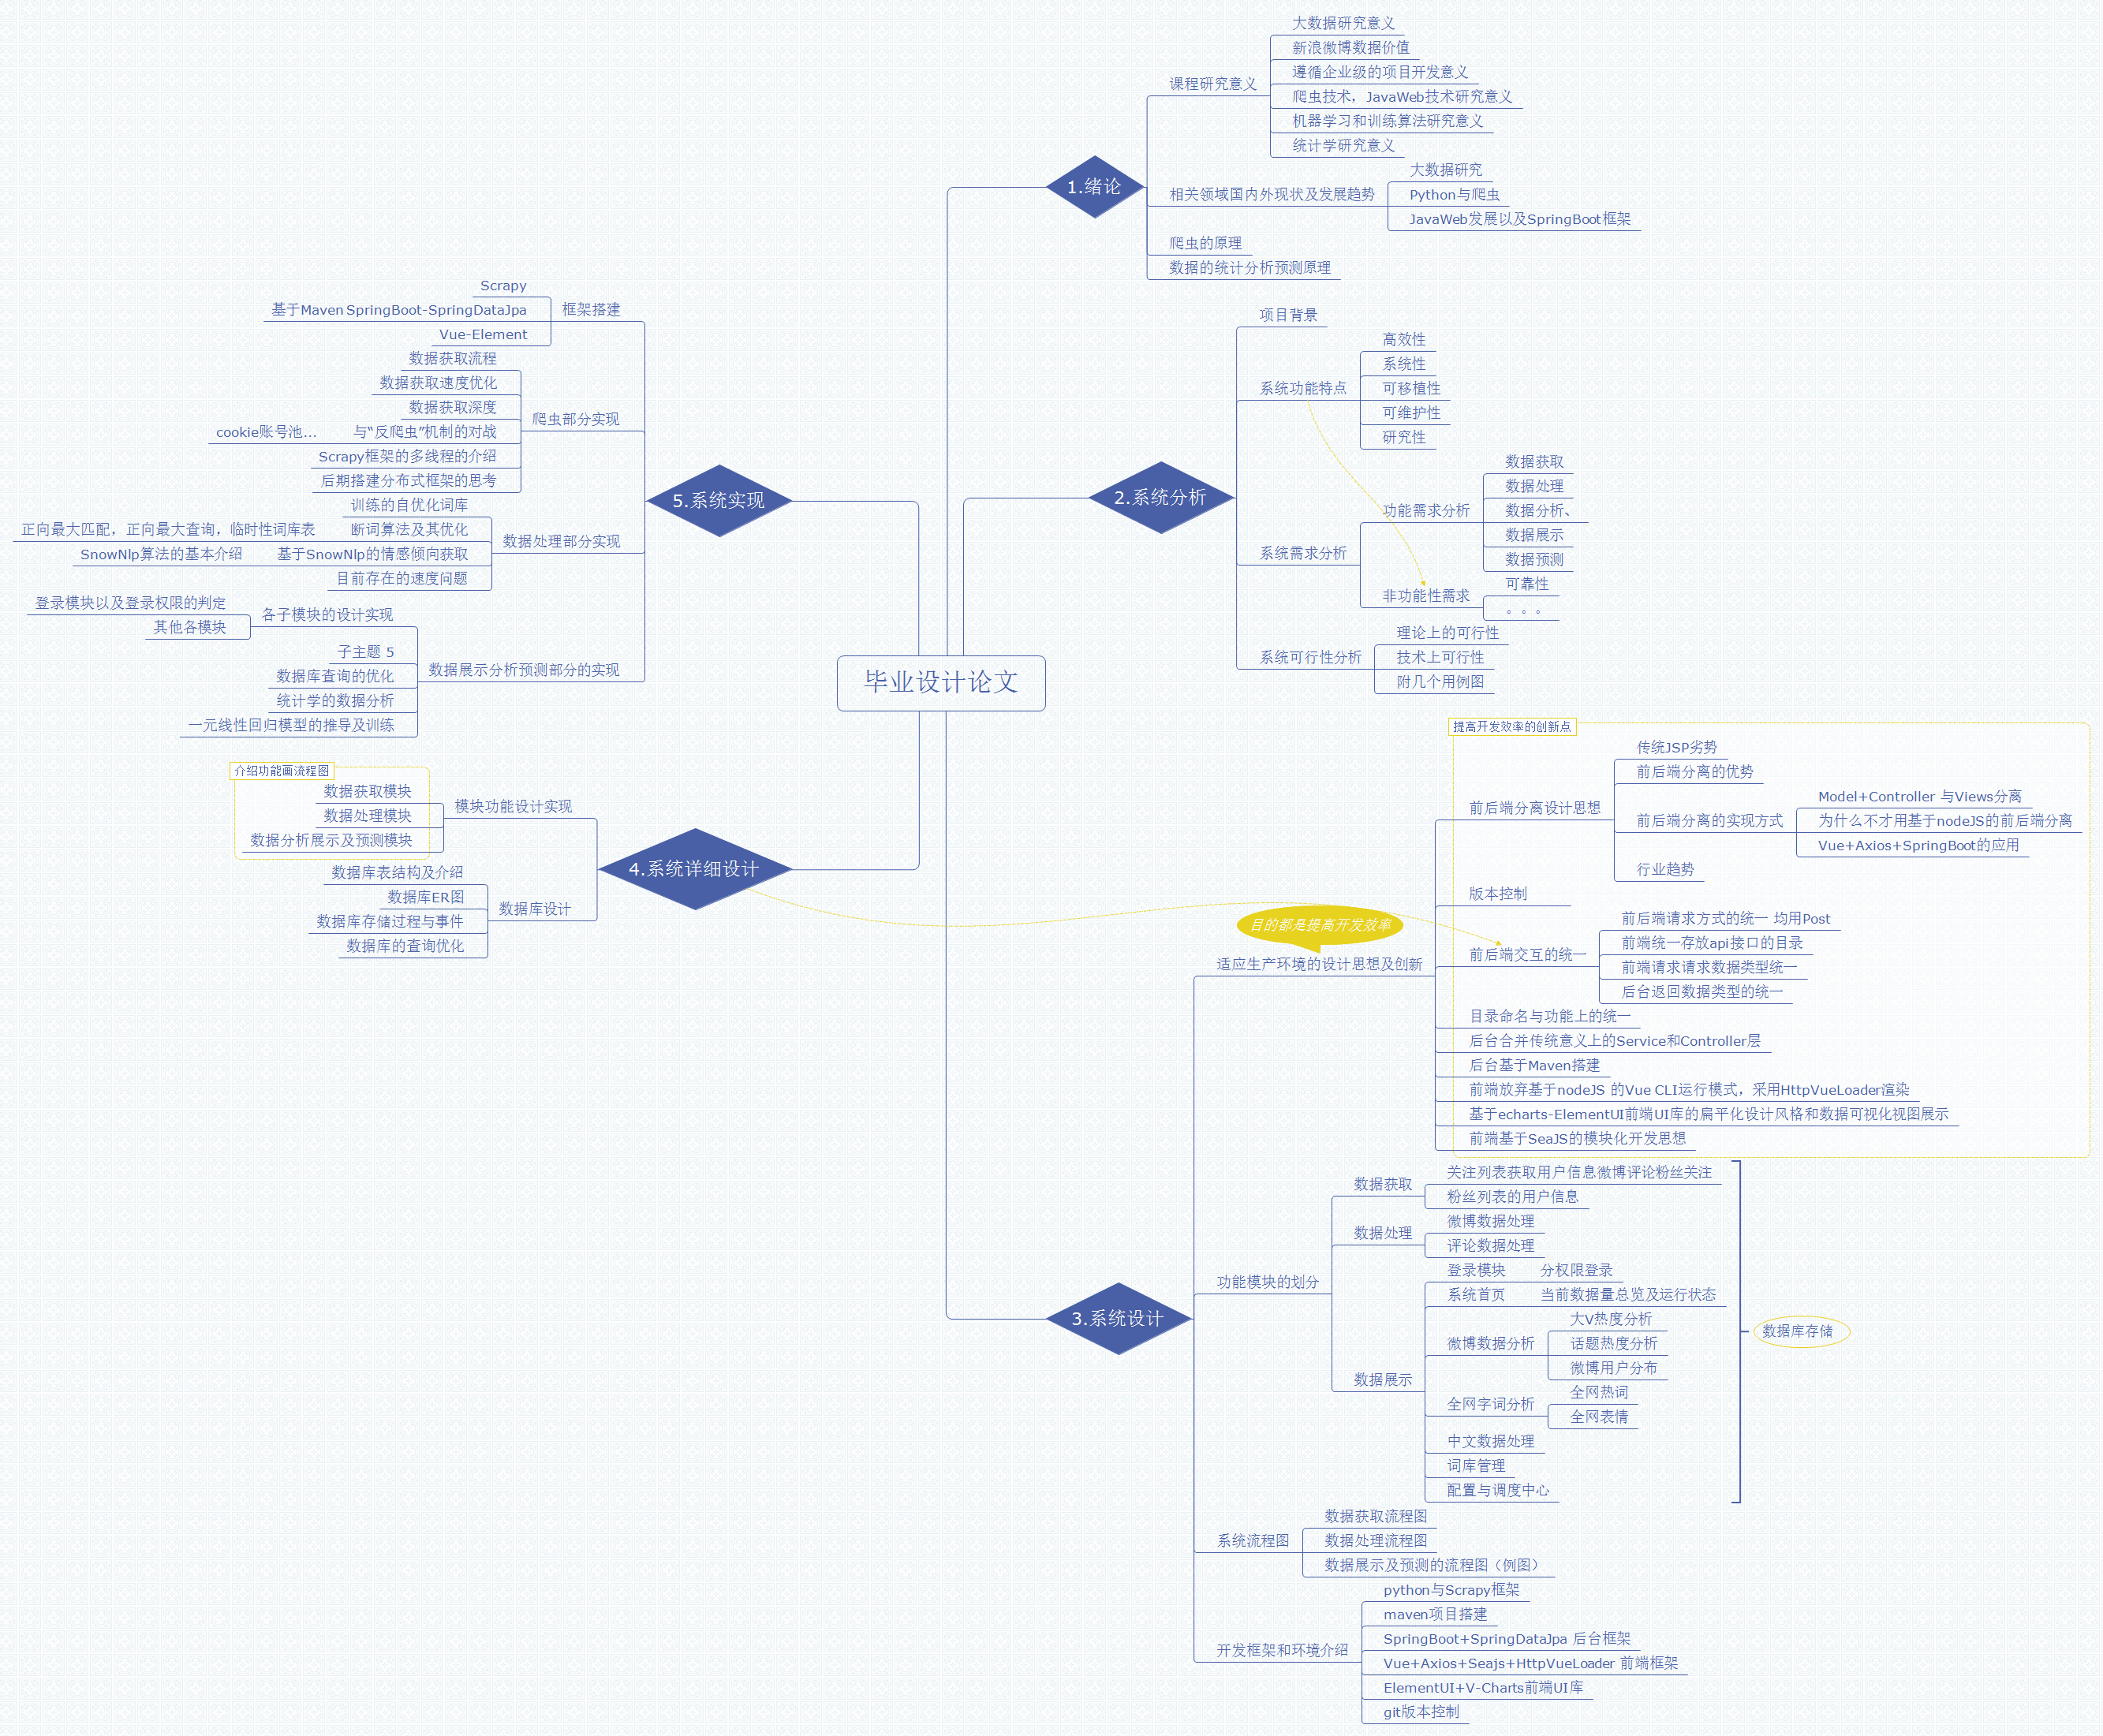 毕业设计论文
1.绪论
课程研究意义
大数据研究意义
新浪微博数据价值
遵循企业级的项目开发意义
爬虫技术，JavaWeb技术研究意义
机器学习和训练算法研究意义
统计学研究意义
相关领域国内外现状及发展趋势
大数据研究
Python与爬虫
JavaWeb发展以及SpringBoot框架
爬虫的原理
数据的统计分析预测原理
2.系统分析
项目背景
系统功能特点
高效性
系统性
可移植性
可维护性
研究性
系统需求分析
功能需求分析
数据获取
数据处理
数据分析、
数据展示
数据预测
非功能性需求
可靠性
。。。
系统可行性分析
理论上的可行性
技术上可行性
附几个用例图
3.系统设计
目的都是提高开发效率
适应生产环境的设计思想及创新
提高开发效率的创新点
前后端分离设计思想
传统JSP劣势
前后端分离的优势
前后端分离的实现方式
Model+Controller 与Views分离
为什么不才用基于nodeJS的前后端分离
Vue+Axios+SpringBoot的应用
行业趋势
版本控制
前后端交互的统一
前后端请求方式的统一 均用Post
前端统一存放api接口的目录
前端请求请求数据类型统一
后台返回数据类型的统一
目录命名与功能上的统一
后台合并传统意义上的Service和Controller层
后台基于Maven搭建
前端放弃基于nodeJS 的Vue CLI运行模式，采用HttpVueLoader渲染
基于echarts-ElementUI前端UI库的扁平化设计风格和数据可视化视图展示
前端基于SeaJS的模块化开发思想
功能模块的划分
数据获取
关注列表获取用户信息微博评论粉丝关注
粉丝列表的用户信息
数据处理
微博数据处理
评论数据处理
数据展示
登录模块
分权限登录
系统首页
当前数据量总览及运行状态
微博数据分析
大V热度分析
话题热度分析
微博用户分布
全网字词分析
全网热词
全网表情
中文数据处理
词库管理
配置与调度中心
数据库存储
系统流程图
数据获取流程图
数据处理流程图
数据展示及预测的流程图（例图）
开发框架和环境介绍
python与Scrapy框架
maven项目搭建
SpringBoot+SpringDataJpa 后台框架
Vue+Axios+Seajs+HttpVueLoader 前端框架
ElementUI+V-Charts前端UI库
git版本控制
4.系统详细设计
模块功能设计实现
介绍功能画流程图
数据获取模块
数据处理模块
数据分析展示及预测模块
数据库设计
数据库表结构及介绍
数据库ER图
数据库存储过程与事件
数据库的查询优化
5.系统实现
框架搭建
Scrapy
基于Maven SpringBoot-SpringDataJpa
Vue-Element
爬虫部分实现
数据获取流程
数据获取速度优化
数据获取深度
与“反爬虫”机制的对战
cookie账号池...
Scrapy框架的多线程的介绍
后期搭建分布式框架的思考
数据处理部分实现
训练的自优化词库
断词算法及其优化
正向最大匹配，正向最大查询，临时性词库表
基于SnowNlp的情感倾向获取
SnowNlp算法的基本介绍
目前存在的速度问题
数据展示分析预测部分的实现
各子模块的设计实现
登录模块以及登录权限的判定
其他各模块
子主题 5
数据库查询的优化
统计学的数据分析
一元线性回归模型的推导及训练